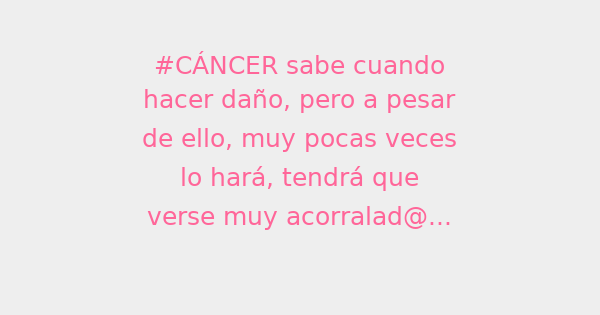 #CÁNCER sabe cuando
hacer daño, pero a pesar
de ello, muy pocas veces
lo hará, tendrá que
verse muy acorralad@...